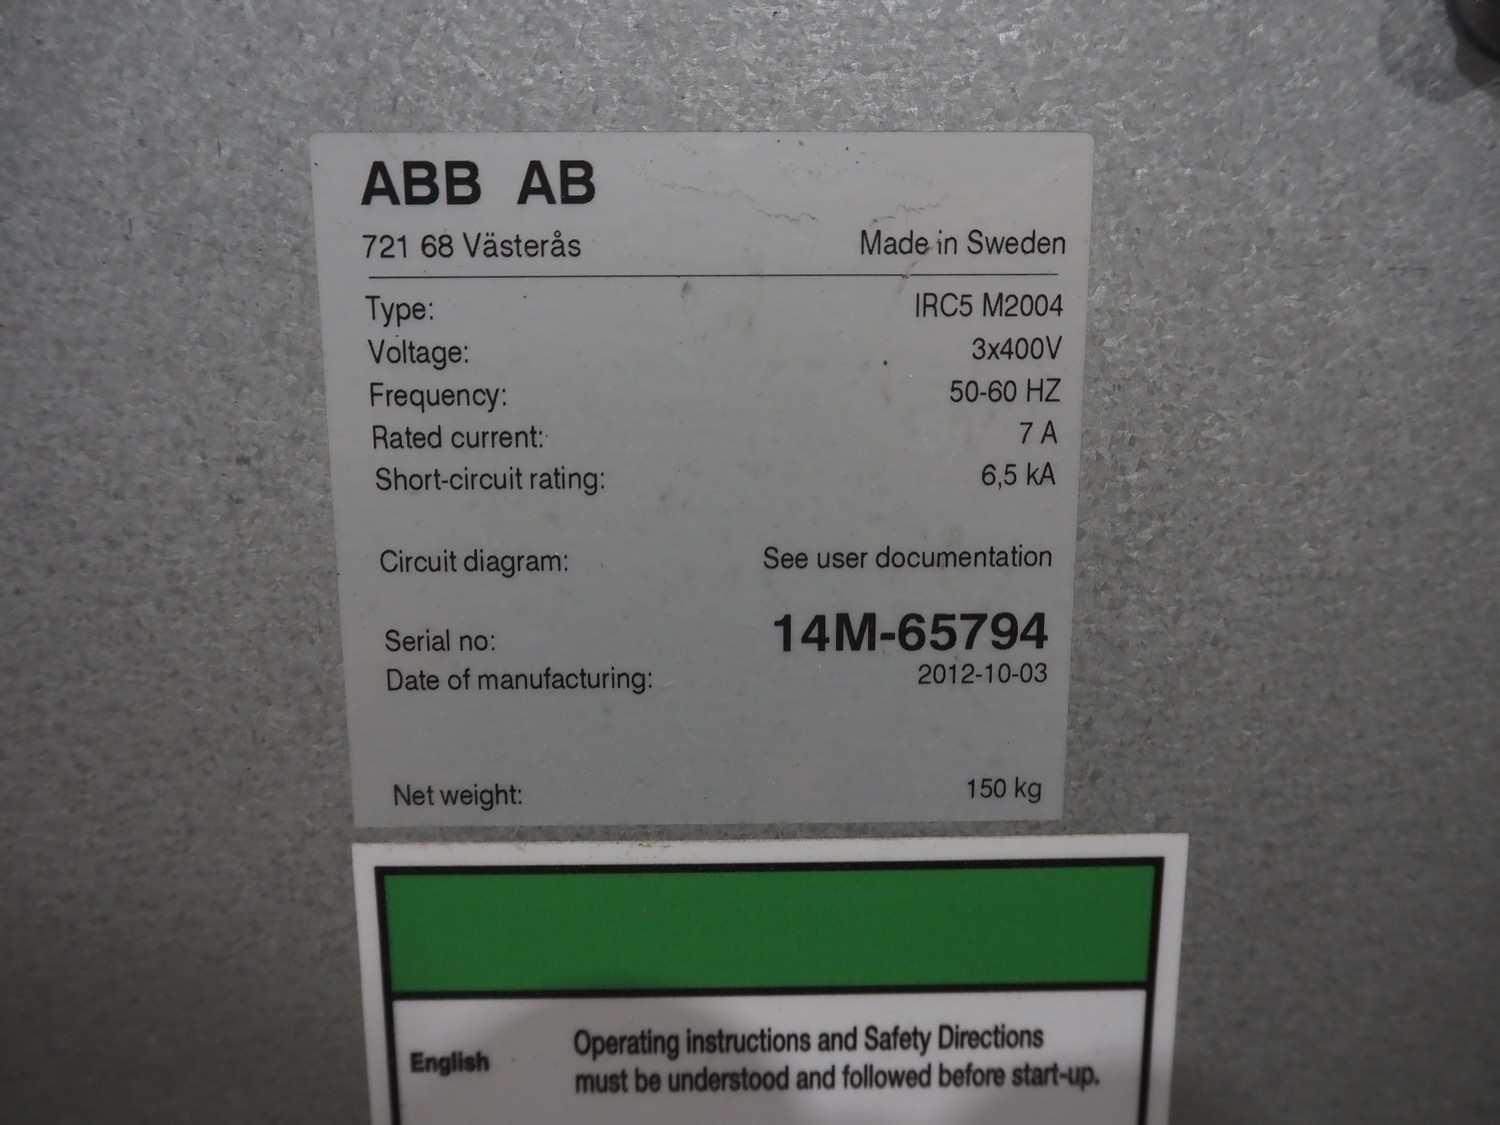 ABB AB
721 68 Västerås Made in Sweden
Type: IRC5 M2004
Voltage: 3x400V
Frequency: 50-60 HZ
Rated current: 7 A
Short-circuit rating: 6,5 kA
Circuit diagram: See user documentation
Serial no: 14M-65794
Date of manufacturing: 2012-10-03
Net weight: 150 kg
English Operating instructions and Safety Directions
must be understood and followed before start-up.